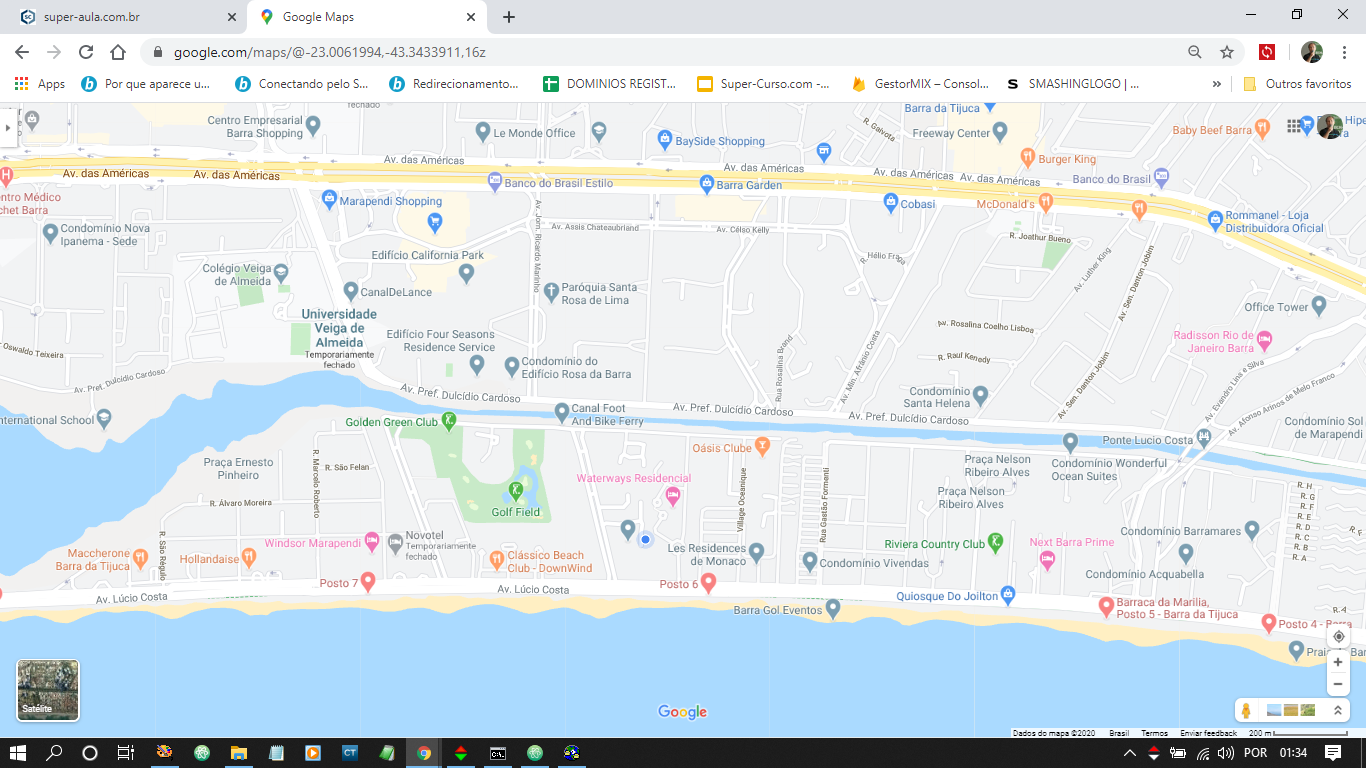 super-aula.com.br
Google Maps
google.com/maps/@-23.0061994,-43.3433911,16z
Apps
Por que aparece u...
Conectando pelo S...
Redirecionamento...
DOMINIOS REGIST...
Super-Curso.com -...
GestorMIX – Consol...
SMASHINGLOGO | ...
»
Outros favoritos
fechado
Centro Empresarial
Barra Shopping
Le Monde Office
BaySide Shopping
R. Galvota
Barra da Tijuca
Freeway Center
Baby Beef Barra
Hipe
Burger King
Av. das Américas
Av. das Américas
Av. das Américas
Av. das Américas
Av. das Américas
Av. das Américas
Banco do Brasil Estilo
Barra Garden
Cobasi
McDonald's
Banco do Brasil
Rommanel - Loja
Distribuidora Oficial
ntro Médico
chet Barra
Marapendi Shopping
Condomínio Nova
Ipanema - Sede
Av. Jorn. Ricardo Marinho
Av. Assis Chateaubriand
Av. Célso Kelly
R. Hélio Fraga
R. Joathur Bueno
Av. Luther King
Av. Sen. Danton Jobim
Edifício California Park
Colégio Veiga
de Almeida
CanalDeLance
Paróquia Santa
Rosa de Lima
Office Tower
Universidade
Veiga de
Almeida
Temporariamente
fechado
Edifício Four Seasons
Residence Service
Condomínio do
Edifício Rosa da Barra
Rua Rosalina Brand
Av. Min. Afrânio Costa
Av. Rosalina Coelho Lisboa
R. Raul Kenedy
Av. Sen. Danton Jobim
Radisson Rio de
Janeiro Barra
Oswaldo Teixeira
Av. Pref. Dulcídio Cardoso
Av. Pref. Dulcídio Cardoso
Av. Pref. Dulcídio Cardoso
Av. Pref. Dulcídio Cardoso
Condomínio
Santa Helena
Av. Evandro Lins e Silva
Av. Afonso Arinos de Melo Franco
nternational School
Golden Green Club
Canal Foot
And Bike Ferry
Oásis Clube
Ponte Lucio Costa
Condomínio Sol
de Marapendi
Praça Ernesto
Pinheiro
R. São Felan
R. Marcelo Roberto
R. Álvaro Moreira
R. São Régulo
Waterways Residencial
Golf Field
Village Oceanique
Rua Gastão Formenti
Praça Nelson
Ribeiro Alves
Praça Nelson
Ribeiro Alves
Condomínio Wonderful
Ocean Suites
R. H
R. G
R. F
R. E
R. D
R. C
R. B
R. A
Windsor Marapendi
Novotel
Temporariamente
fechado
Maccherone
Barra da Tijuca
Hollandaise
Clássico Beach
Club - DownWind
Les Residences
de Monaco
Condomínio Vivendas
Riviera Country Club
Next Barra Prime
Condomínio Barramares
Condomínio Acquabella
Posto 7
Posto 6
Av. Lúcio Costa
Av. Lúcio Costa
Barra Gol Eventos
Quiosque Do Joilton
Barraca da Marilia,
Posto 5 - Barra da Tijuca
R. 4
Posto 4 - Barra
Praia
Bar
Satélite
Google
Dados do mapa ©2020
Brasil
Termos
Enviar feedback
200 m
CT
POR
01:34